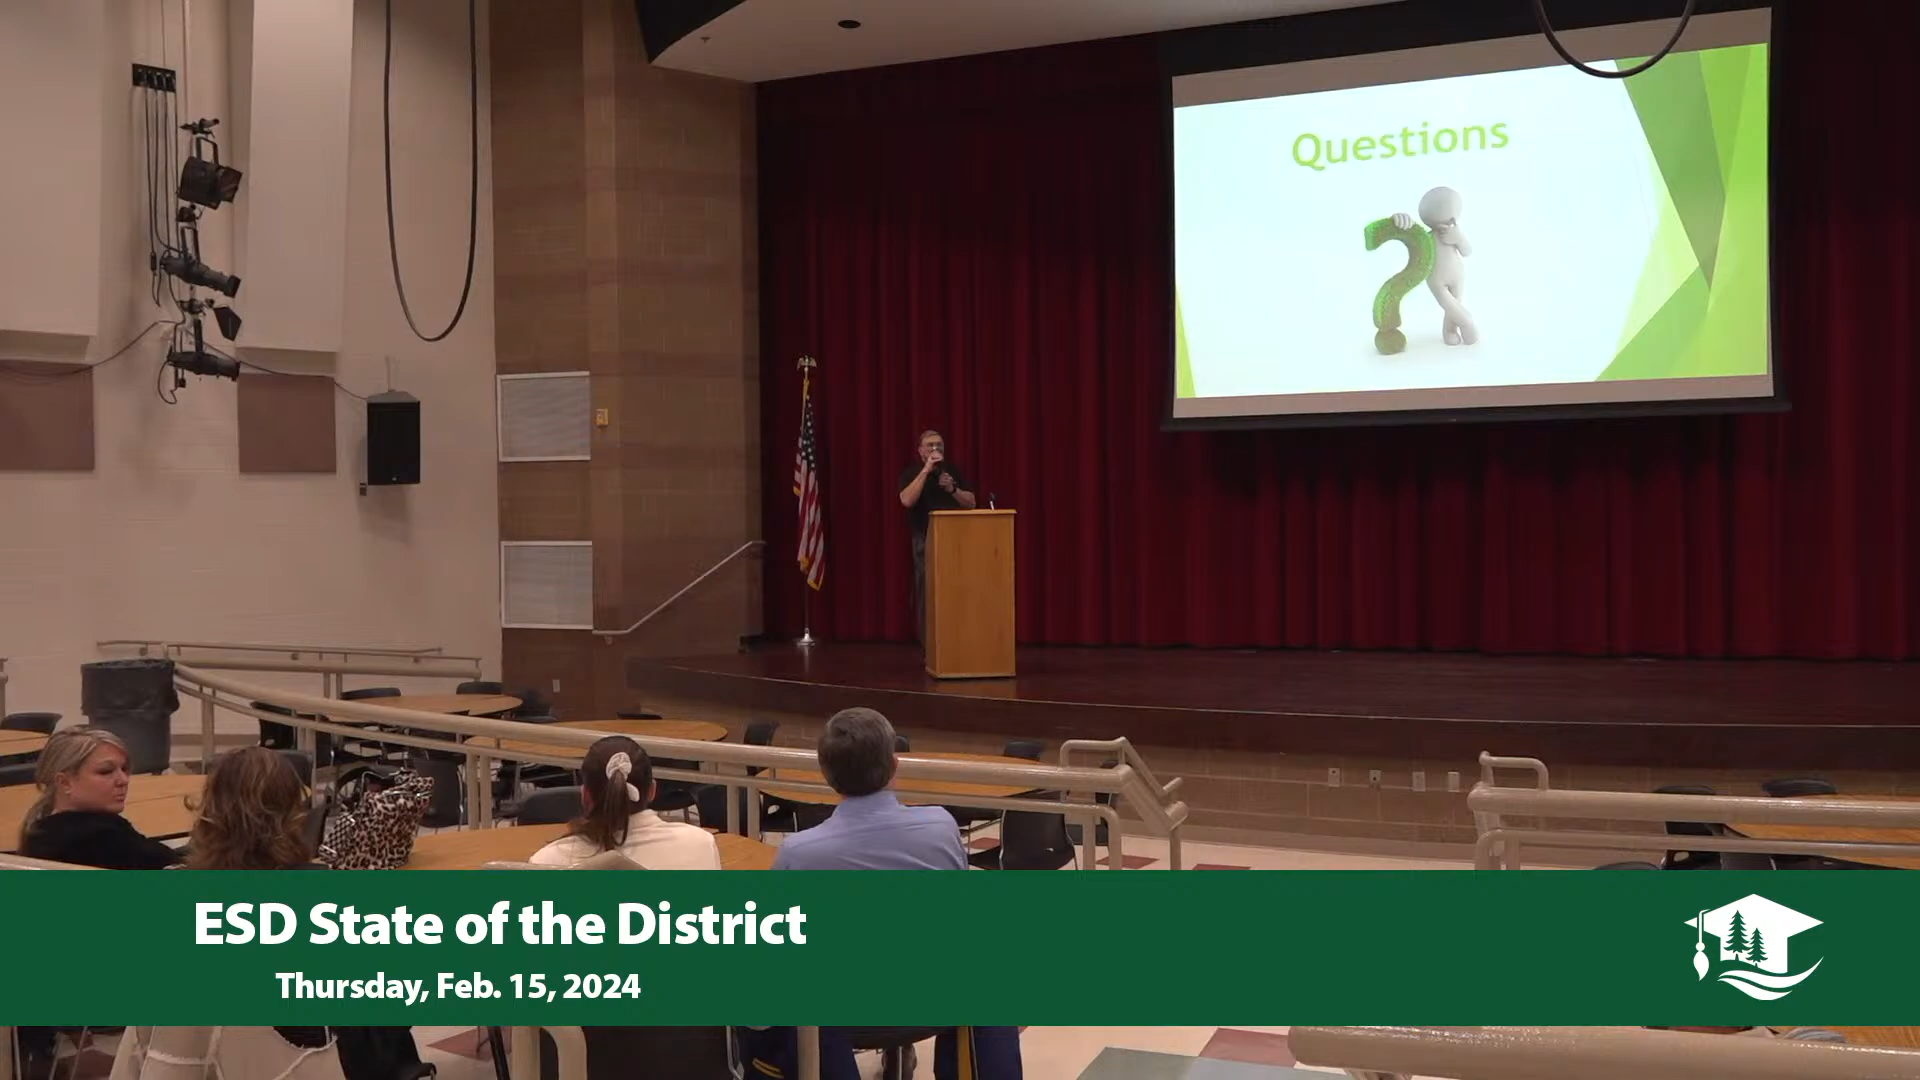 Questions
?
ESD State of the District
Thursday, Feb. 15, 2024